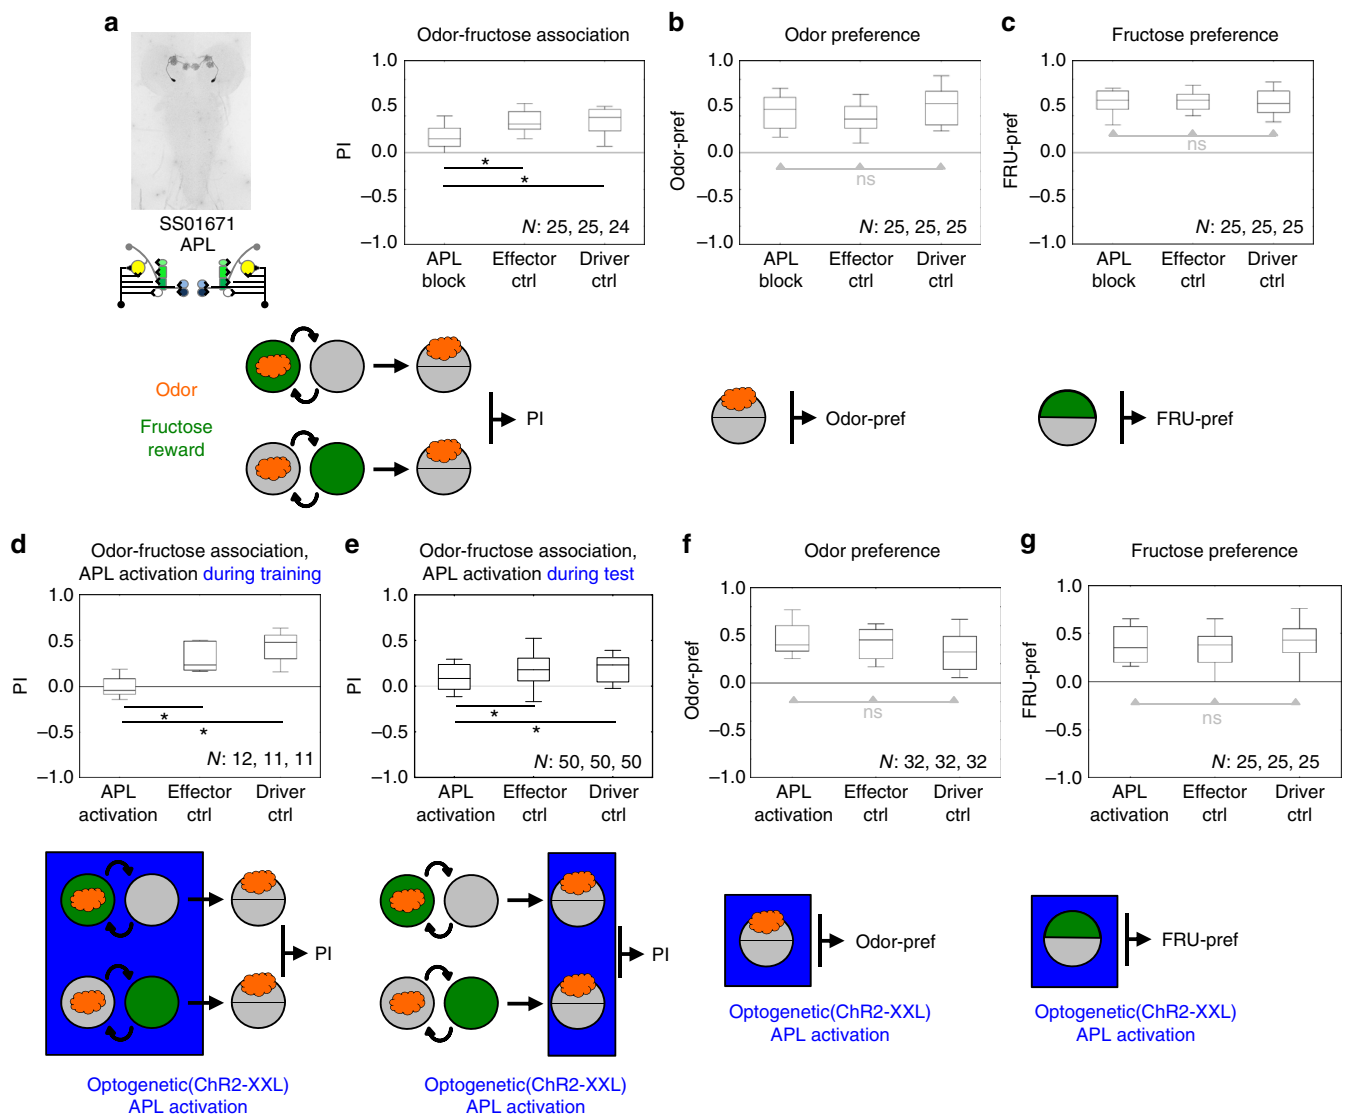 a
SS01671
APL
Odor-fructose association
PI
1.0
0.5
0.0
–0.5
–1.0
*
*
N: 25, 25, 24
APL block
Effector ctrl
Driver ctrl
b
Odor preference
Odor-pref
1.0
0.5
0.0
–0.5
–1.0
ns
N: 25, 25, 25
APL block
Effector ctrl
Driver ctrl
c
Fructose preference
FRU-pref
1.0
0.5
0.0
–0.5
–1.0
ns
N: 25, 25, 25
APL block
Effector ctrl
Driver ctrl
Odor
Fructose
reward
PI
Odor-pref
FRU-pref
d
Odor-fructose association,
APL activation during training
PI
1.0
0.5
0.0
–0.5
–1.0
*
*
N: 12, 11, 11
APL activation
Effector ctrl
Driver ctrl
PI
Optogenetic(ChR2-XXL)
APL activation
e
Odor-fructose association,
APL activation during test
PI
1.0
0.5
0.0
–0.5
–1.0
*
*
N: 50, 50, 50
APL activation
Effector ctrl
Driver ctrl
PI
Optogenetic(ChR2-XXL)
APL activation
f
Odor preference
Odor-pref
1.0
0.5
0.0
–0.5
–1.0
ns
N: 32, 32, 32
APL activation
Effector ctrl
Driver ctrl
Odor-pref
Optogenetic(ChR2-XXL)
APL activation
g
Fructose preference
FRU-pref
1.0
0.5
0.0
–0.5
–1.0
ns
N: 25, 25, 25
APL activation
Effector ctrl
Driver ctrl
FRU-pref
Optogenetic(ChR2-XXL)
APL activation